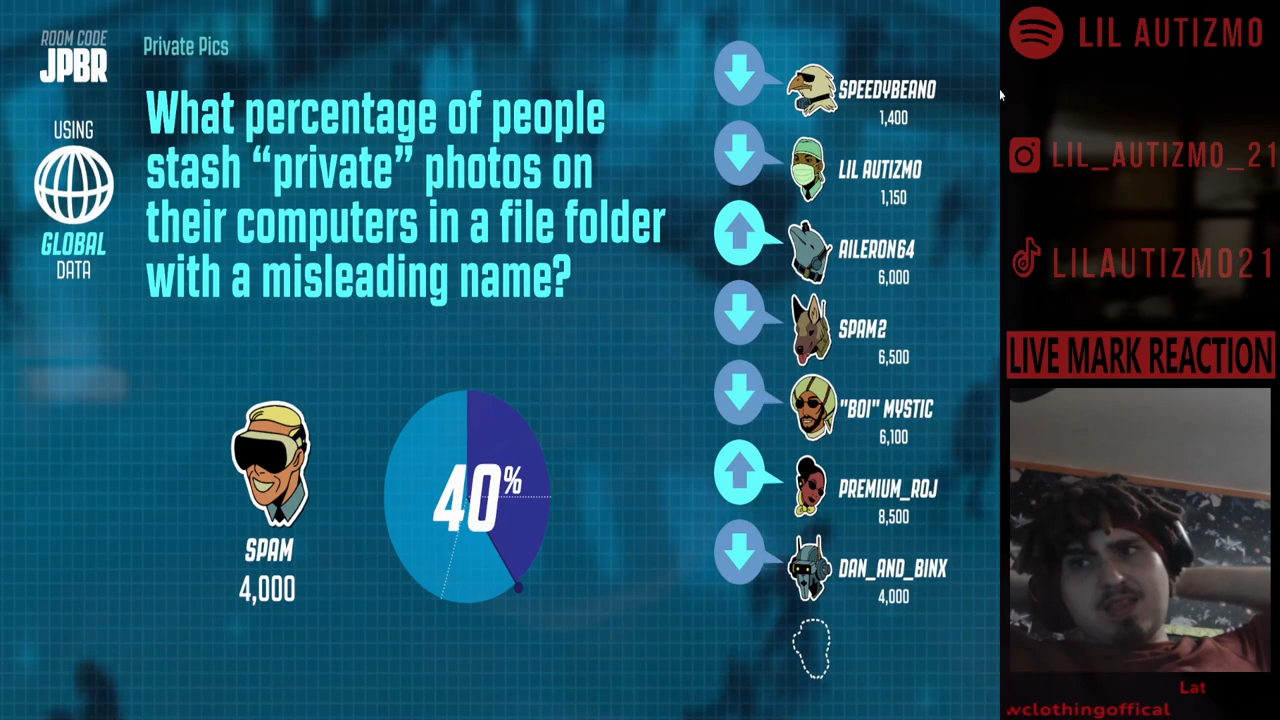 ROOM CODE
JPBR
USING
GLOBAL
DATA
Private Pics
What percentage of people
stash “private” photos on
their computers in a file folder
with a misleading name?
SPAM
4,000
40%
SPEEDYBEANO
1,400
LIL AUTIZMO
1,150
AILERON64
6,000
SPAM2
6,500
"BOI" MYSTIC
6,100
PREMIUM_ROJ
8,500
DAN_AND_BINX
4,000
LIL AUTIZMO
LIL_AUTIZMO_21
LILAUTIZMO21
LIVE MARK REACTION
Lat
wclothingoffical